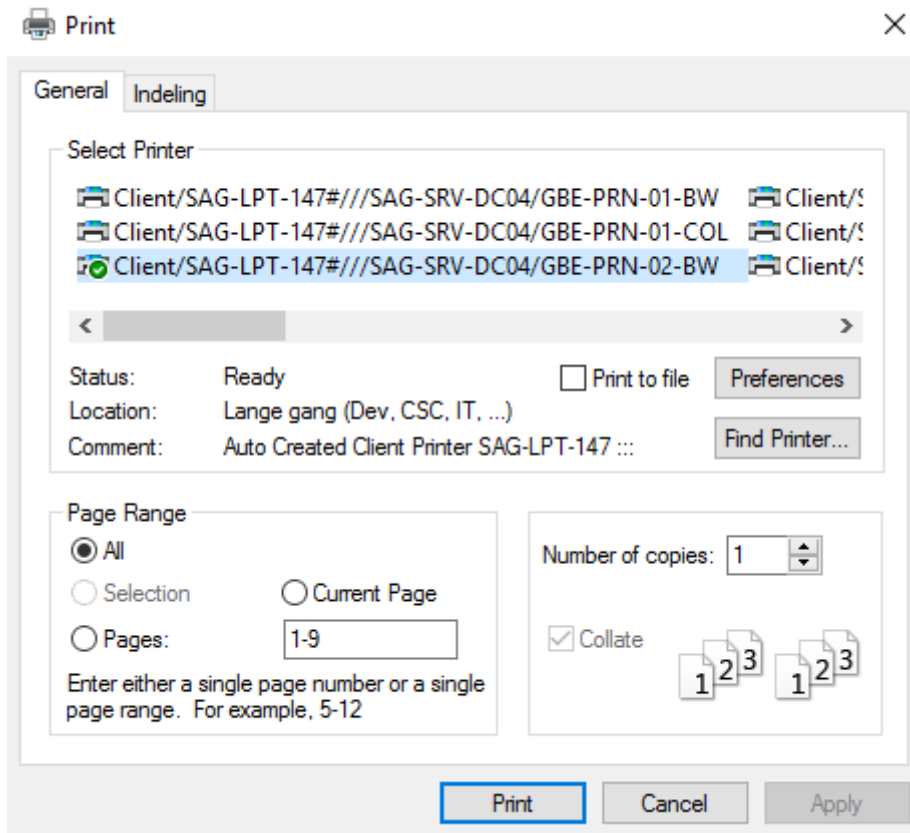 Print
General Indeling
Select Printer
Client/SAG-LPT-147#///SAG-SRV-DC04/GBE-PRN-01-BW Client/S
Client/SAG-LPT-147#///SAG-SRV-DC04/GBE-PRN-01-COL Client/S
Client/SAG-LPT-147#///SAG-SRV-DC04/GBE-PRN-02-BW Client/S
Status: Ready Print to file Preferences
Location: Lange gang (Dev, CSC, IT, ...)
Comment: Auto Created Client Printer SAG-LPT-147 ::: Find Printer...
Page Range
All
Selection Current Page
Pages: 1-9
Enter either a single page number or a single
page range. For example, 5-12
Number of copies: 1
Collate
1 2 3 1 2 3
Print Cancel Apply